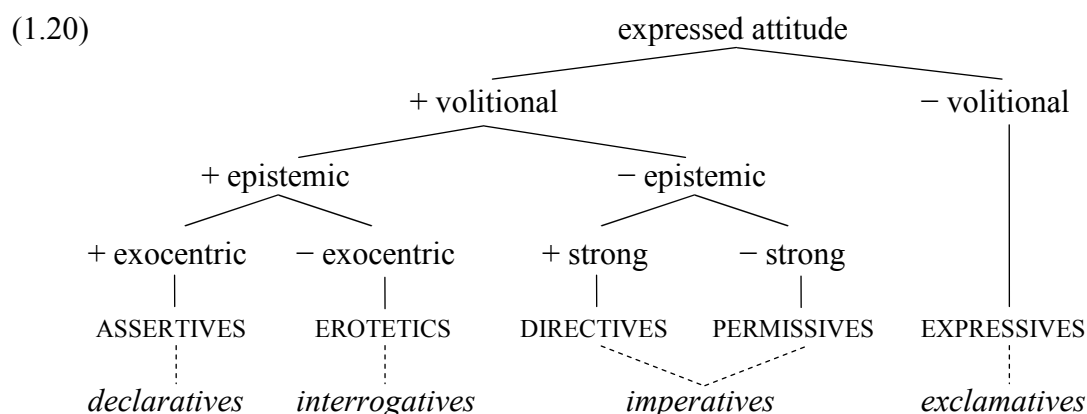 (1.20) expressed attitude
+ volitional − volitional
+ epistemic − epistemic
+ exocentric − exocentric + strong − strong
ASSERTIVES EROTETICS DIRECTIVES PERMISSIVES EXPRESSIVES
declaratives interrogatives imperatives exclamatives